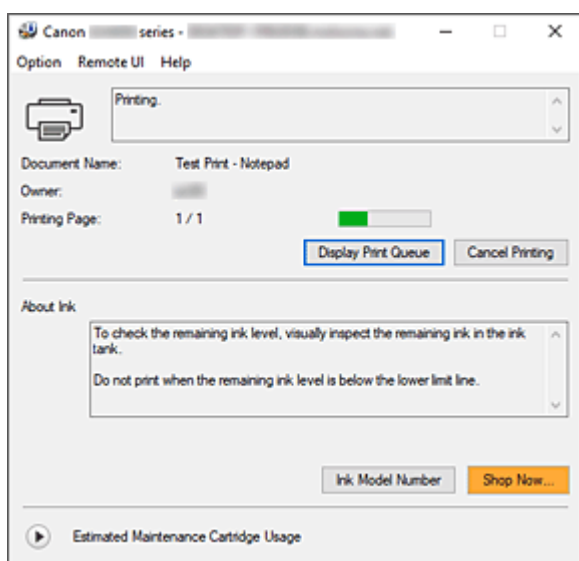 Canon series -
Option Remote UI Help
Printing.
Document Name: Test Print - Notepad
Owner:
Printing Page: 1 / 1
Display Print Queue Cancel Printing
About Ink
To check the remaining ink level, visually inspect the remaining ink in the ink
tank.
Do not print when the remaining ink level is below the lower limit line.
Ink Model Number Shop Now...
Estimated Maintenance Cartridge Usage